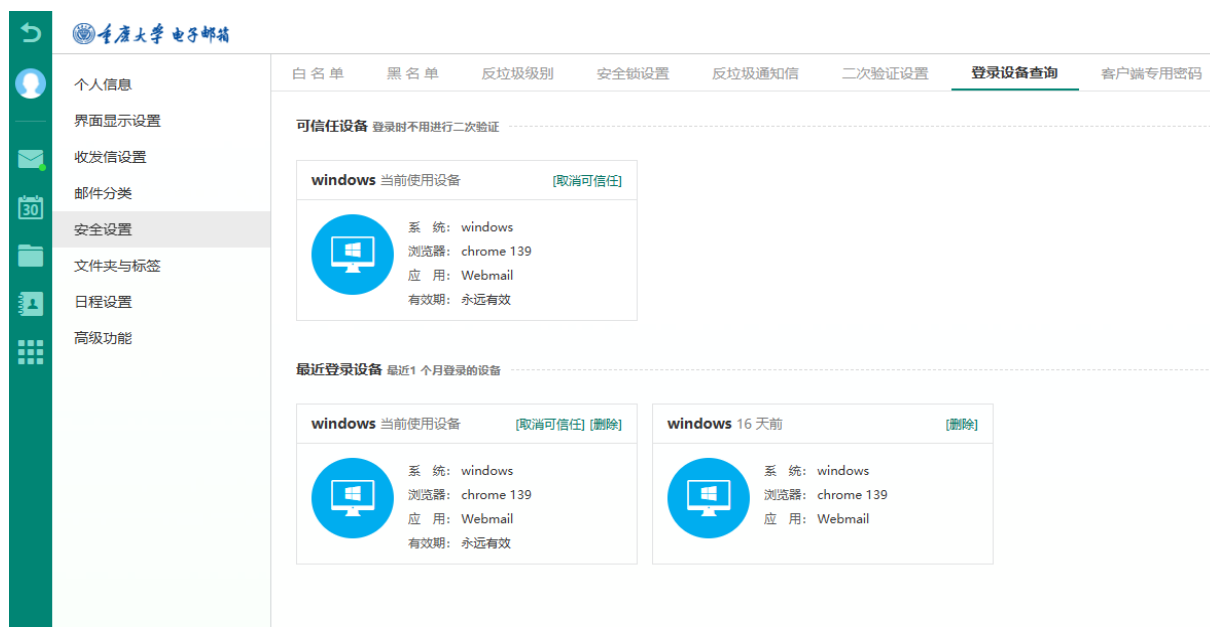 重庆大学 电子邮箱
个人信息
界面显示设置
收发信设置
邮件分类
安全设置
文件夹与标签
日程设置
高级功能
30
白 名 单 黑 名 单 反垃圾级别 安全锁设置 反垃圾通知信 二次验证设置 登录设备查询 客户端专用密码
可信任设备 登录时不用进行二次验证
windows 当前使用设备 [取消可信任]
系 统： windows
浏览器： chrome 139
应 用： Webmail
有效期： 永远有效
最近登录设备 最近1 个月登录的设备
windows 当前使用设备 [取消可信任] [删除]
系 统： windows
浏览器： chrome 139
应 用： Webmail
有效期： 永远有效
windows 16 天前 [删除]
系 统： windows
浏览器： chrome 139
应 用： Webmail